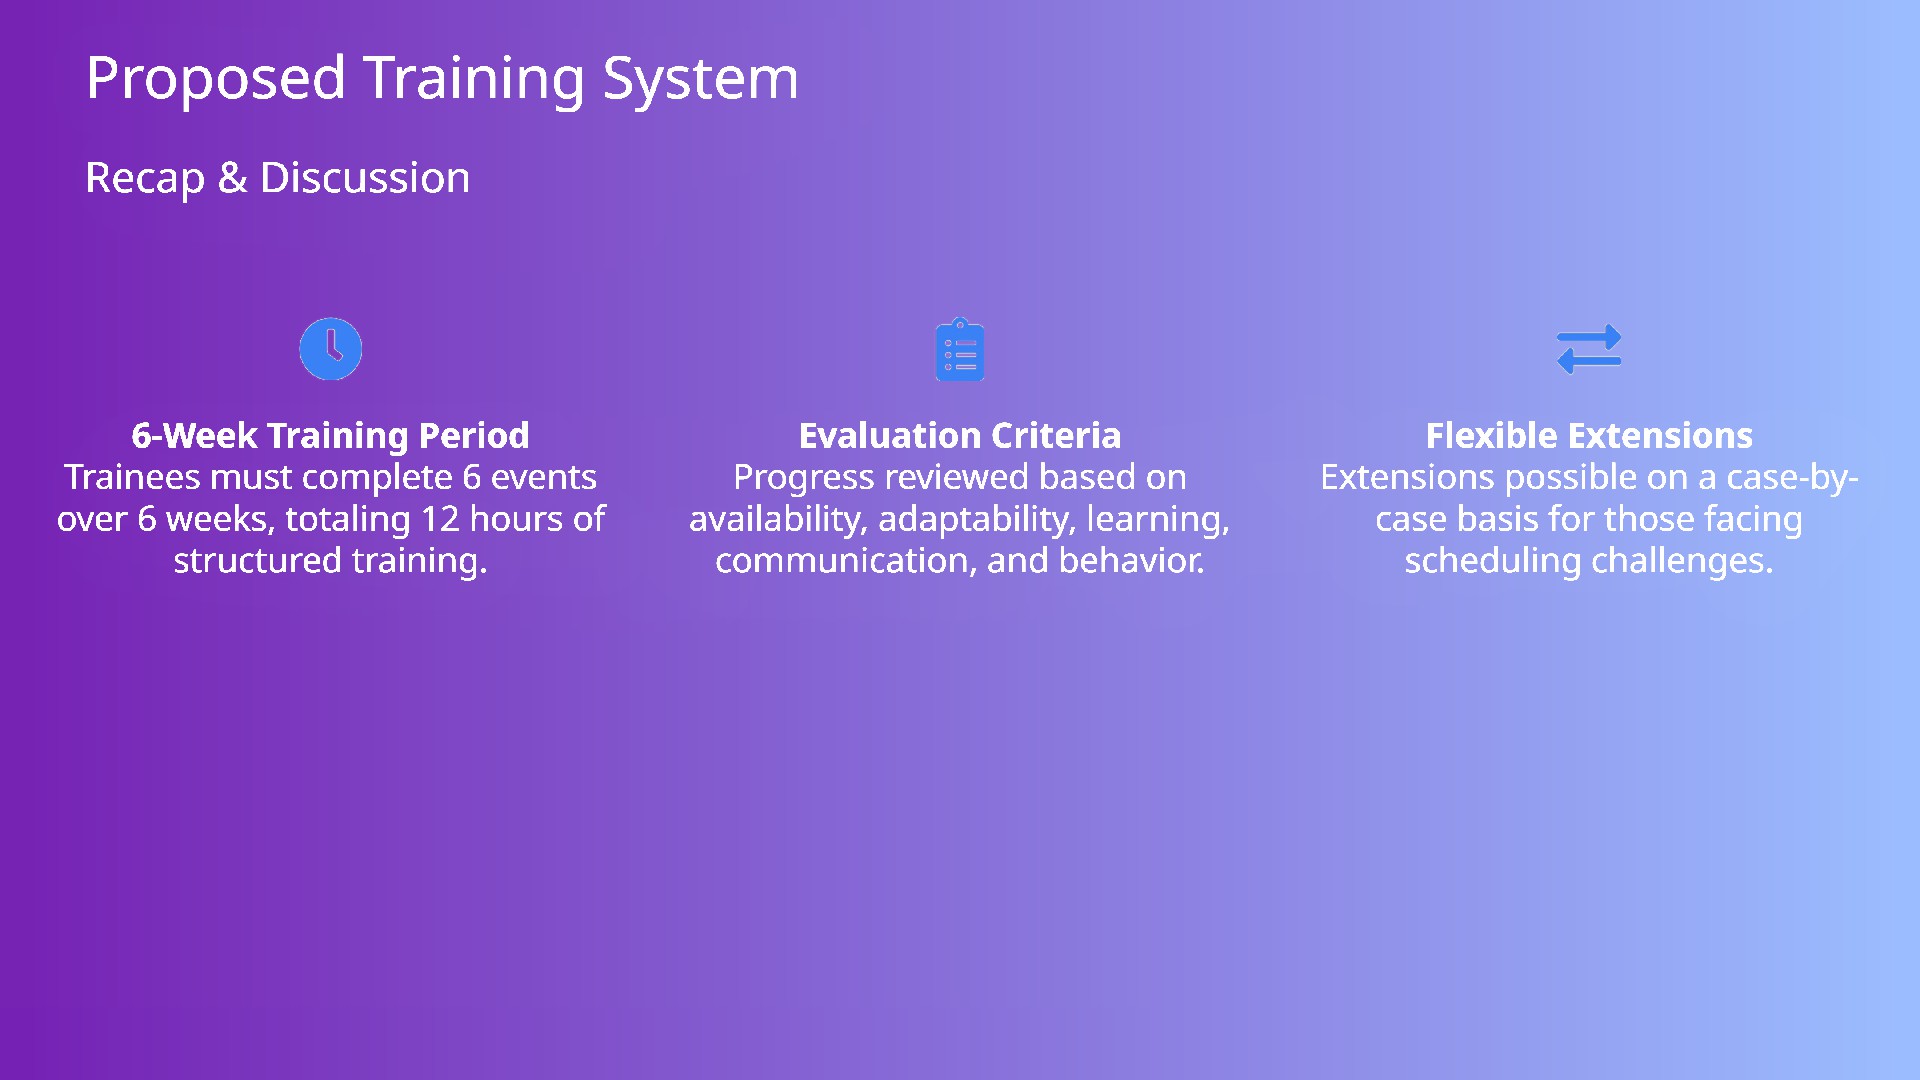 Proposed Training System
Recap & Discussion
6-Week Training Period
Trainees must complete 6 events
over 6 weeks, totaling 12 hours of
structured training.
Evaluation Criteria
Progress reviewed based on
availability, adaptability, learning,
communication, and behavior.
Flexible Extensions
Extensions possible on a case-by-
case basis for those facing
scheduling challenges.